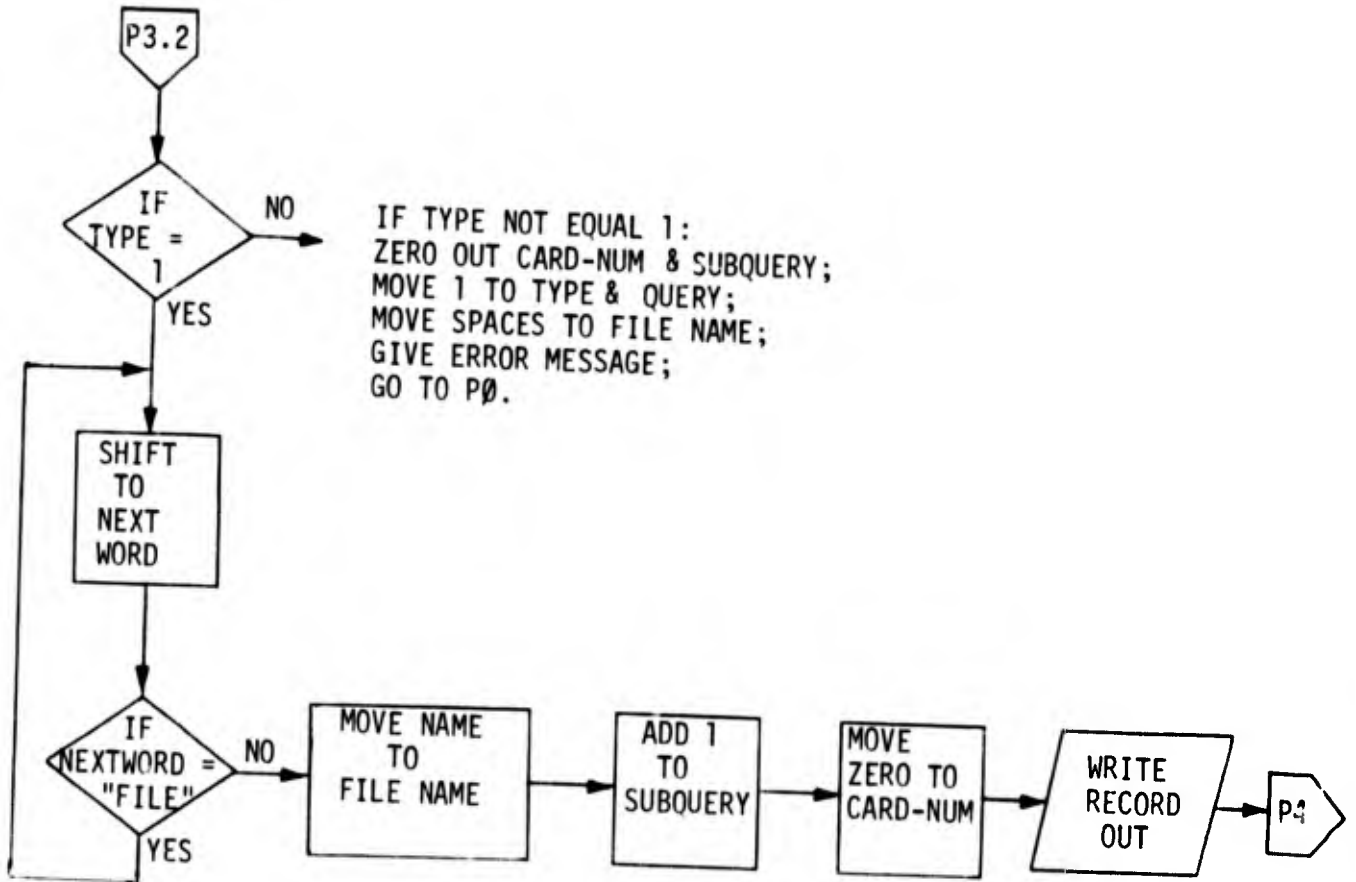 P3.2
IF
TYPE =
1
NO
YES
IF TYPE NOT EQUAL 1:
ZERO OUT CARD-NUM & SUBQUERY;
MOVE 1 TO TYPE & QUERY;
MOVE SPACES TO FILE NAME;
GIVE ERROR MESSAGE;
GO TO PØ.
SHIFT
TO
NEXT
WORD
IF
NEXTWORD =
"FILE"
NO
YES
MOVE NAME
TO
FILE NAME
ADD 1
TO
SUBQUERY
MOVE
ZERO TO
CARD-NUM
WRITE
RECORD
OUT
P4